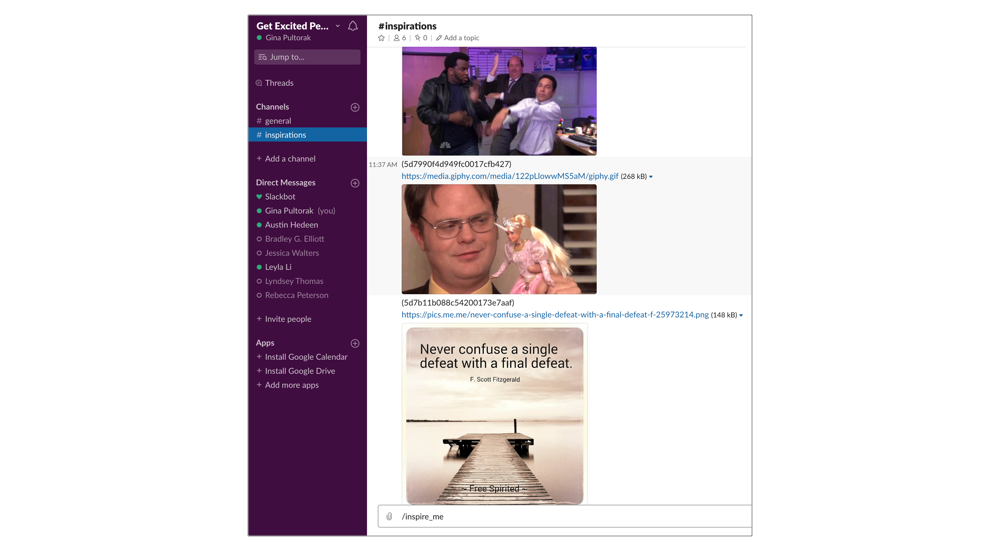 Get Excited Pe...
Gina Pultorak
Jump to...
Threads
Channels
# general
# inspirations
+ Add a channel
Direct Messages
Slackbot
Gina Pultorak (you)
Austin Hedeen
Bradley G. Elliott
Jessica Walters
Leyla Li
Lyndsey Thomas
Rebecca Peterson
+ Invite people
Apps
+ Install Google Calendar
+ Install Google Drive
+ Add more apps
#inspirations
6 | 0 | Add a topic
11:37 AM (5d7990f4d949fc0017cfb427)
https://media.giphy.com/media/122pLlowwMS5aM/giphy.gif (268 kB)
(5d7b11b088c54200173e7aaf)
https://pics.me.me/never-confuse-a-single-defeat-with-a-final-defeat-f-25973214.png (148 kB)
Never confuse a single
defeat with a final defeat.
F. Scott Fitzgerald
~ Free Spirited ~
/inspire_me